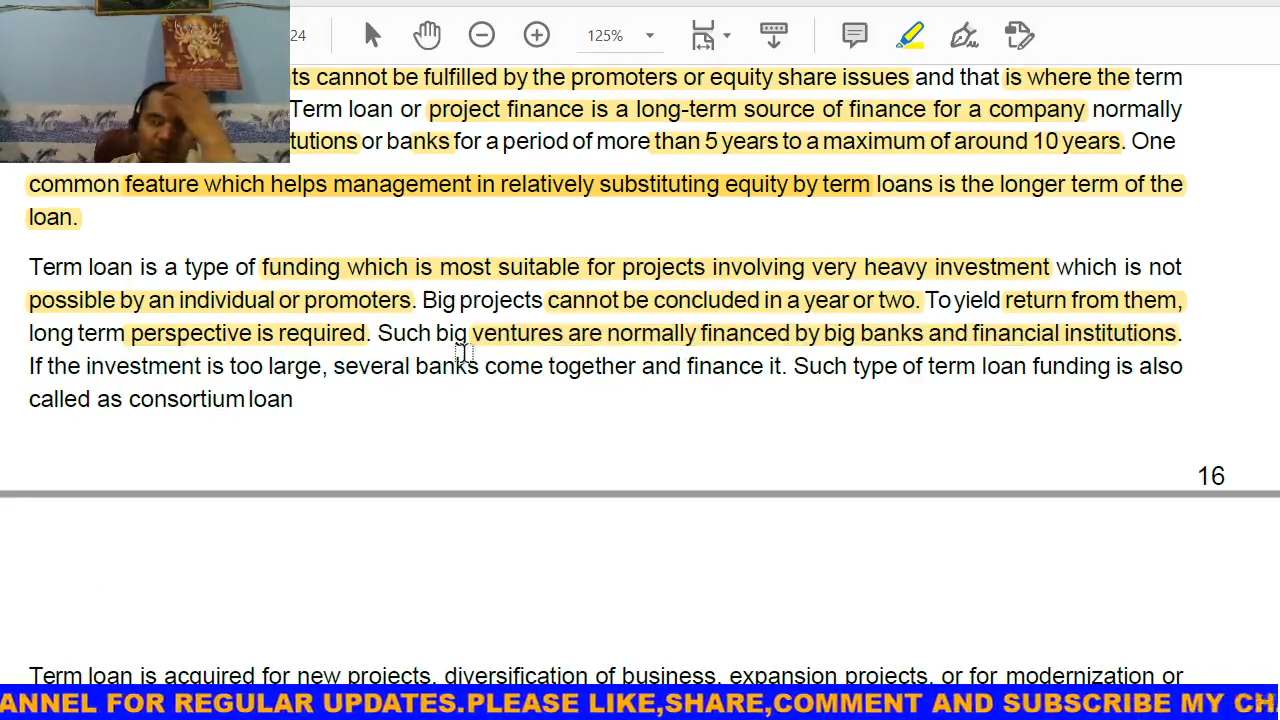 24
125%
ts cannot be fulfilled by the promoters or equity share issues and that is where the term
Term loan or project finance is a long-term source of finance for a company normally
tutions or banks for a period of more than 5 years to a maximum of around 10 years. One
common feature which helps management in relatively substituting equity by term loans is the longer term of the
loan.
Term loan is a type of funding which is most suitable for projects involving very heavy investment which is not
possible by an individual or promoters. Big projects cannot be concluded in a year or two. To yield return from them,
long term perspective is required. Such big ventures are normally financed by big banks and financial institutions.
If the investment is too large, several banks come together and finance it. Such type of term loan funding is also
called as consortium loan
16
Term loan is acquired for new projects, diversification of business, expansion projects, or for modernization or
ANNEL FOR REGULAR UPDATES.PLEASE LIKE,SHARE,COMMENT AND SUBSCRIBE MY CH